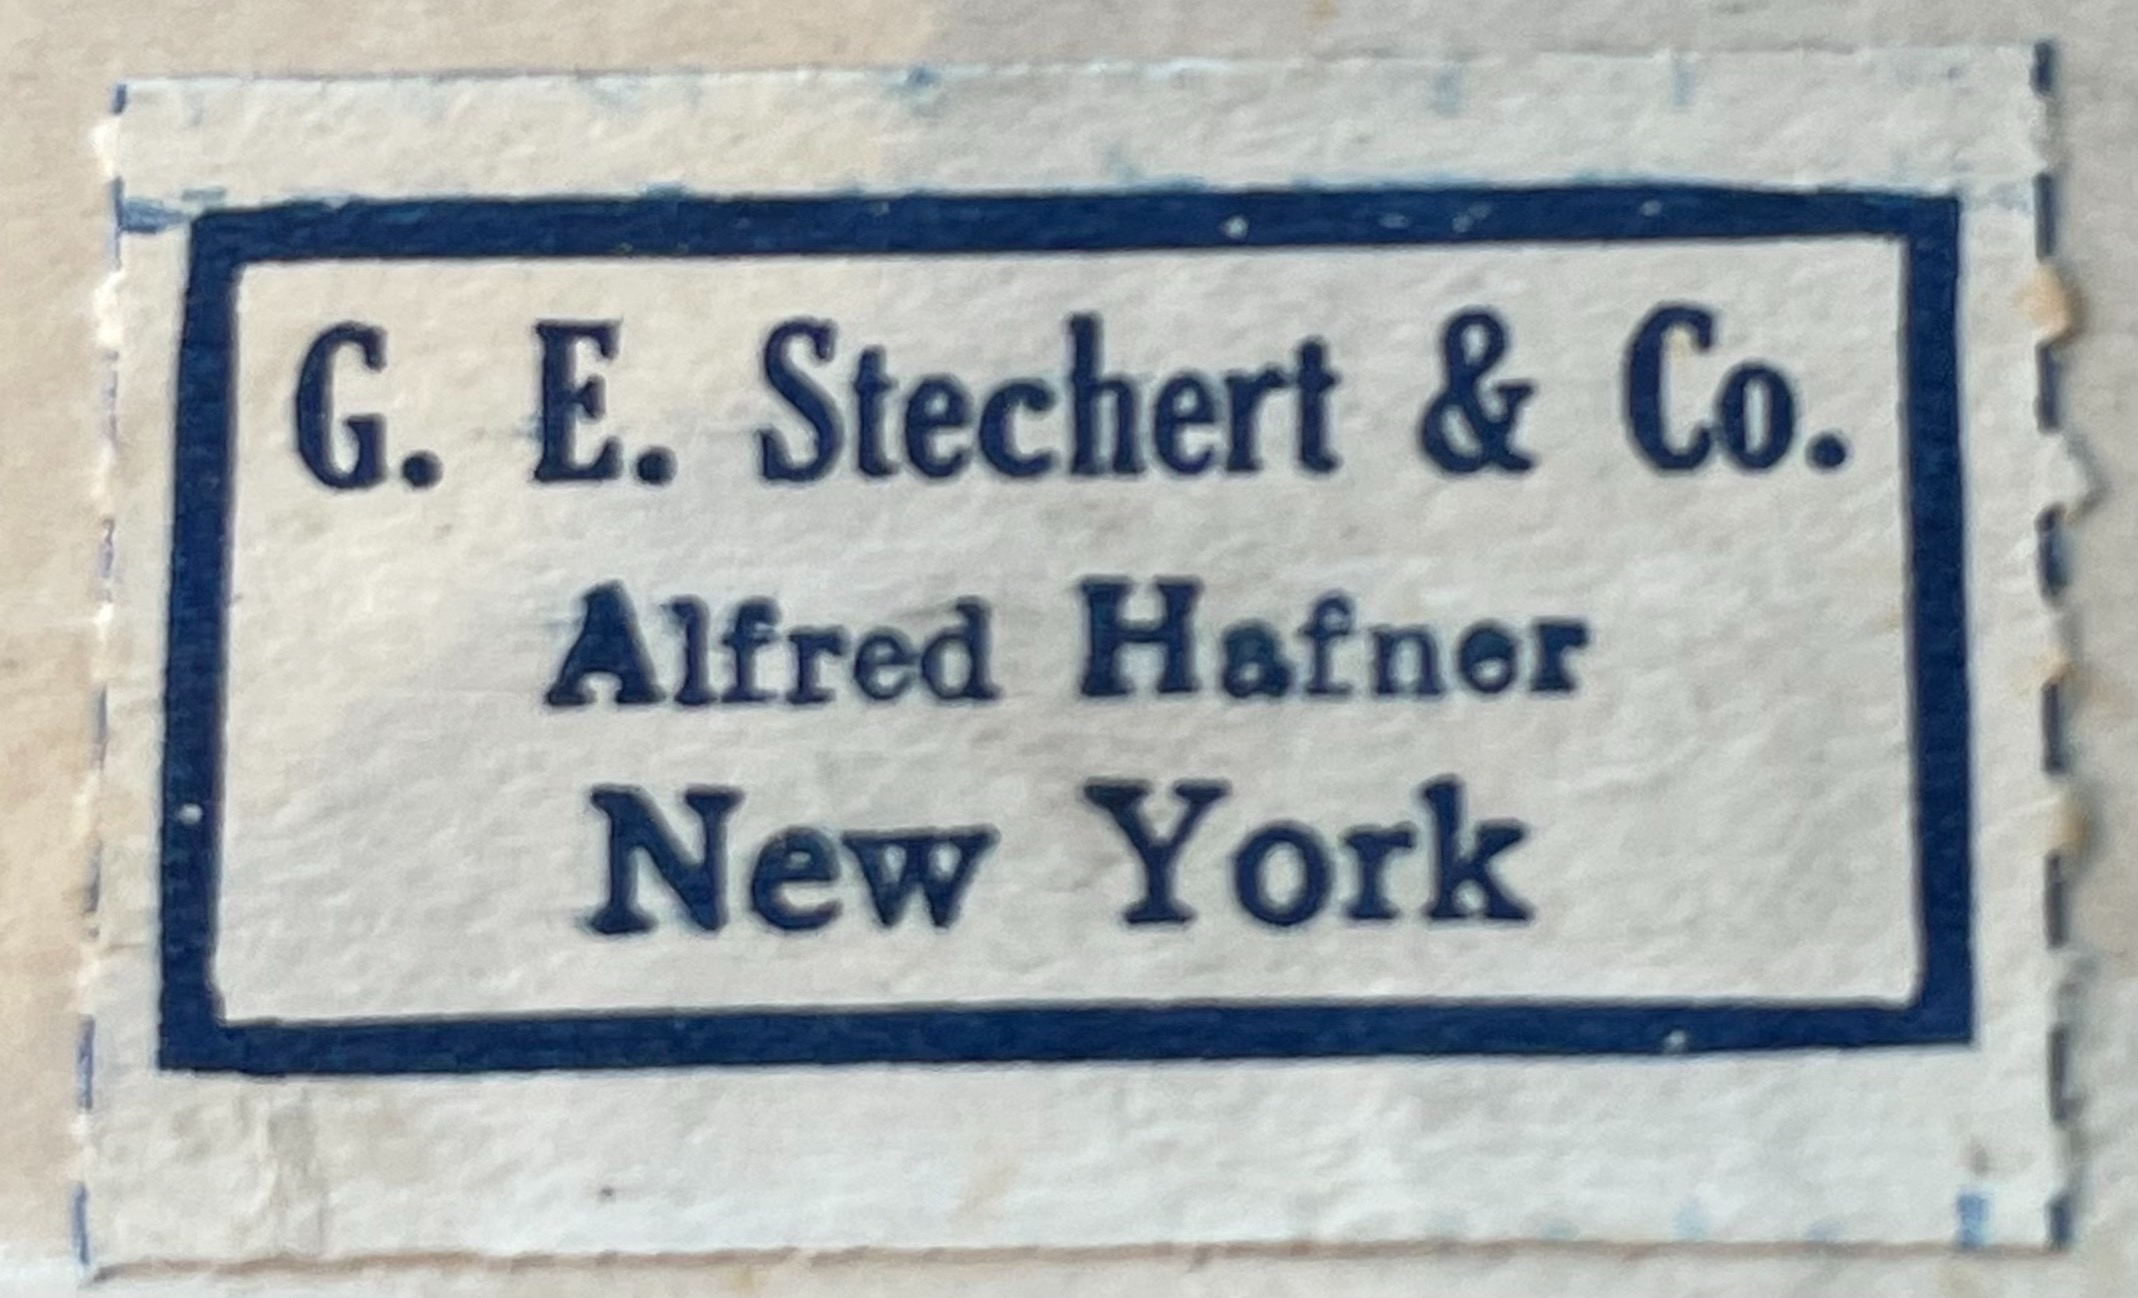 G. E. Stechert & Co.
Alfred Hafner
New York